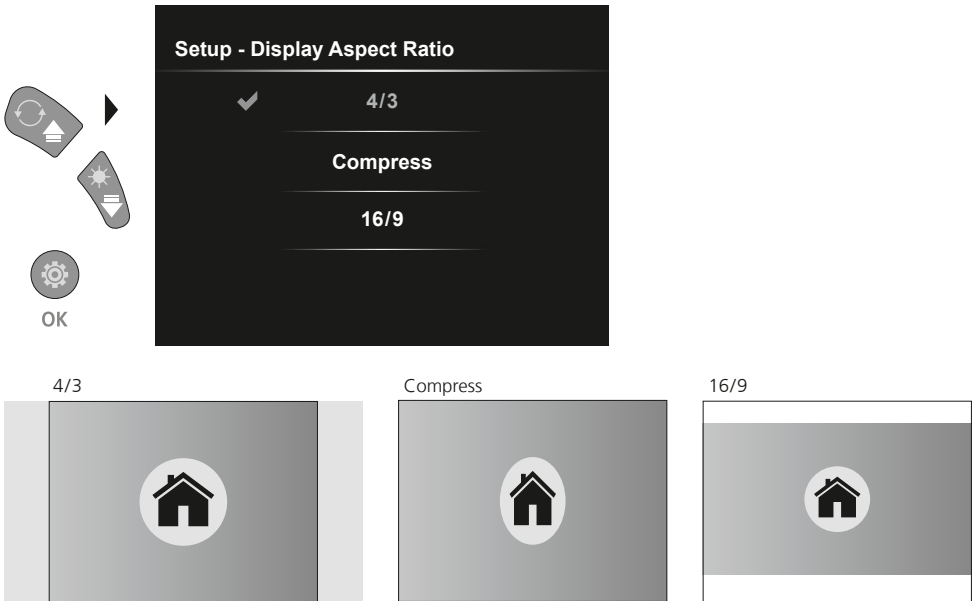 Setup - Display Aspect Ratio
4/3
Compress
16/9
OK
4/3
Compress
16/9